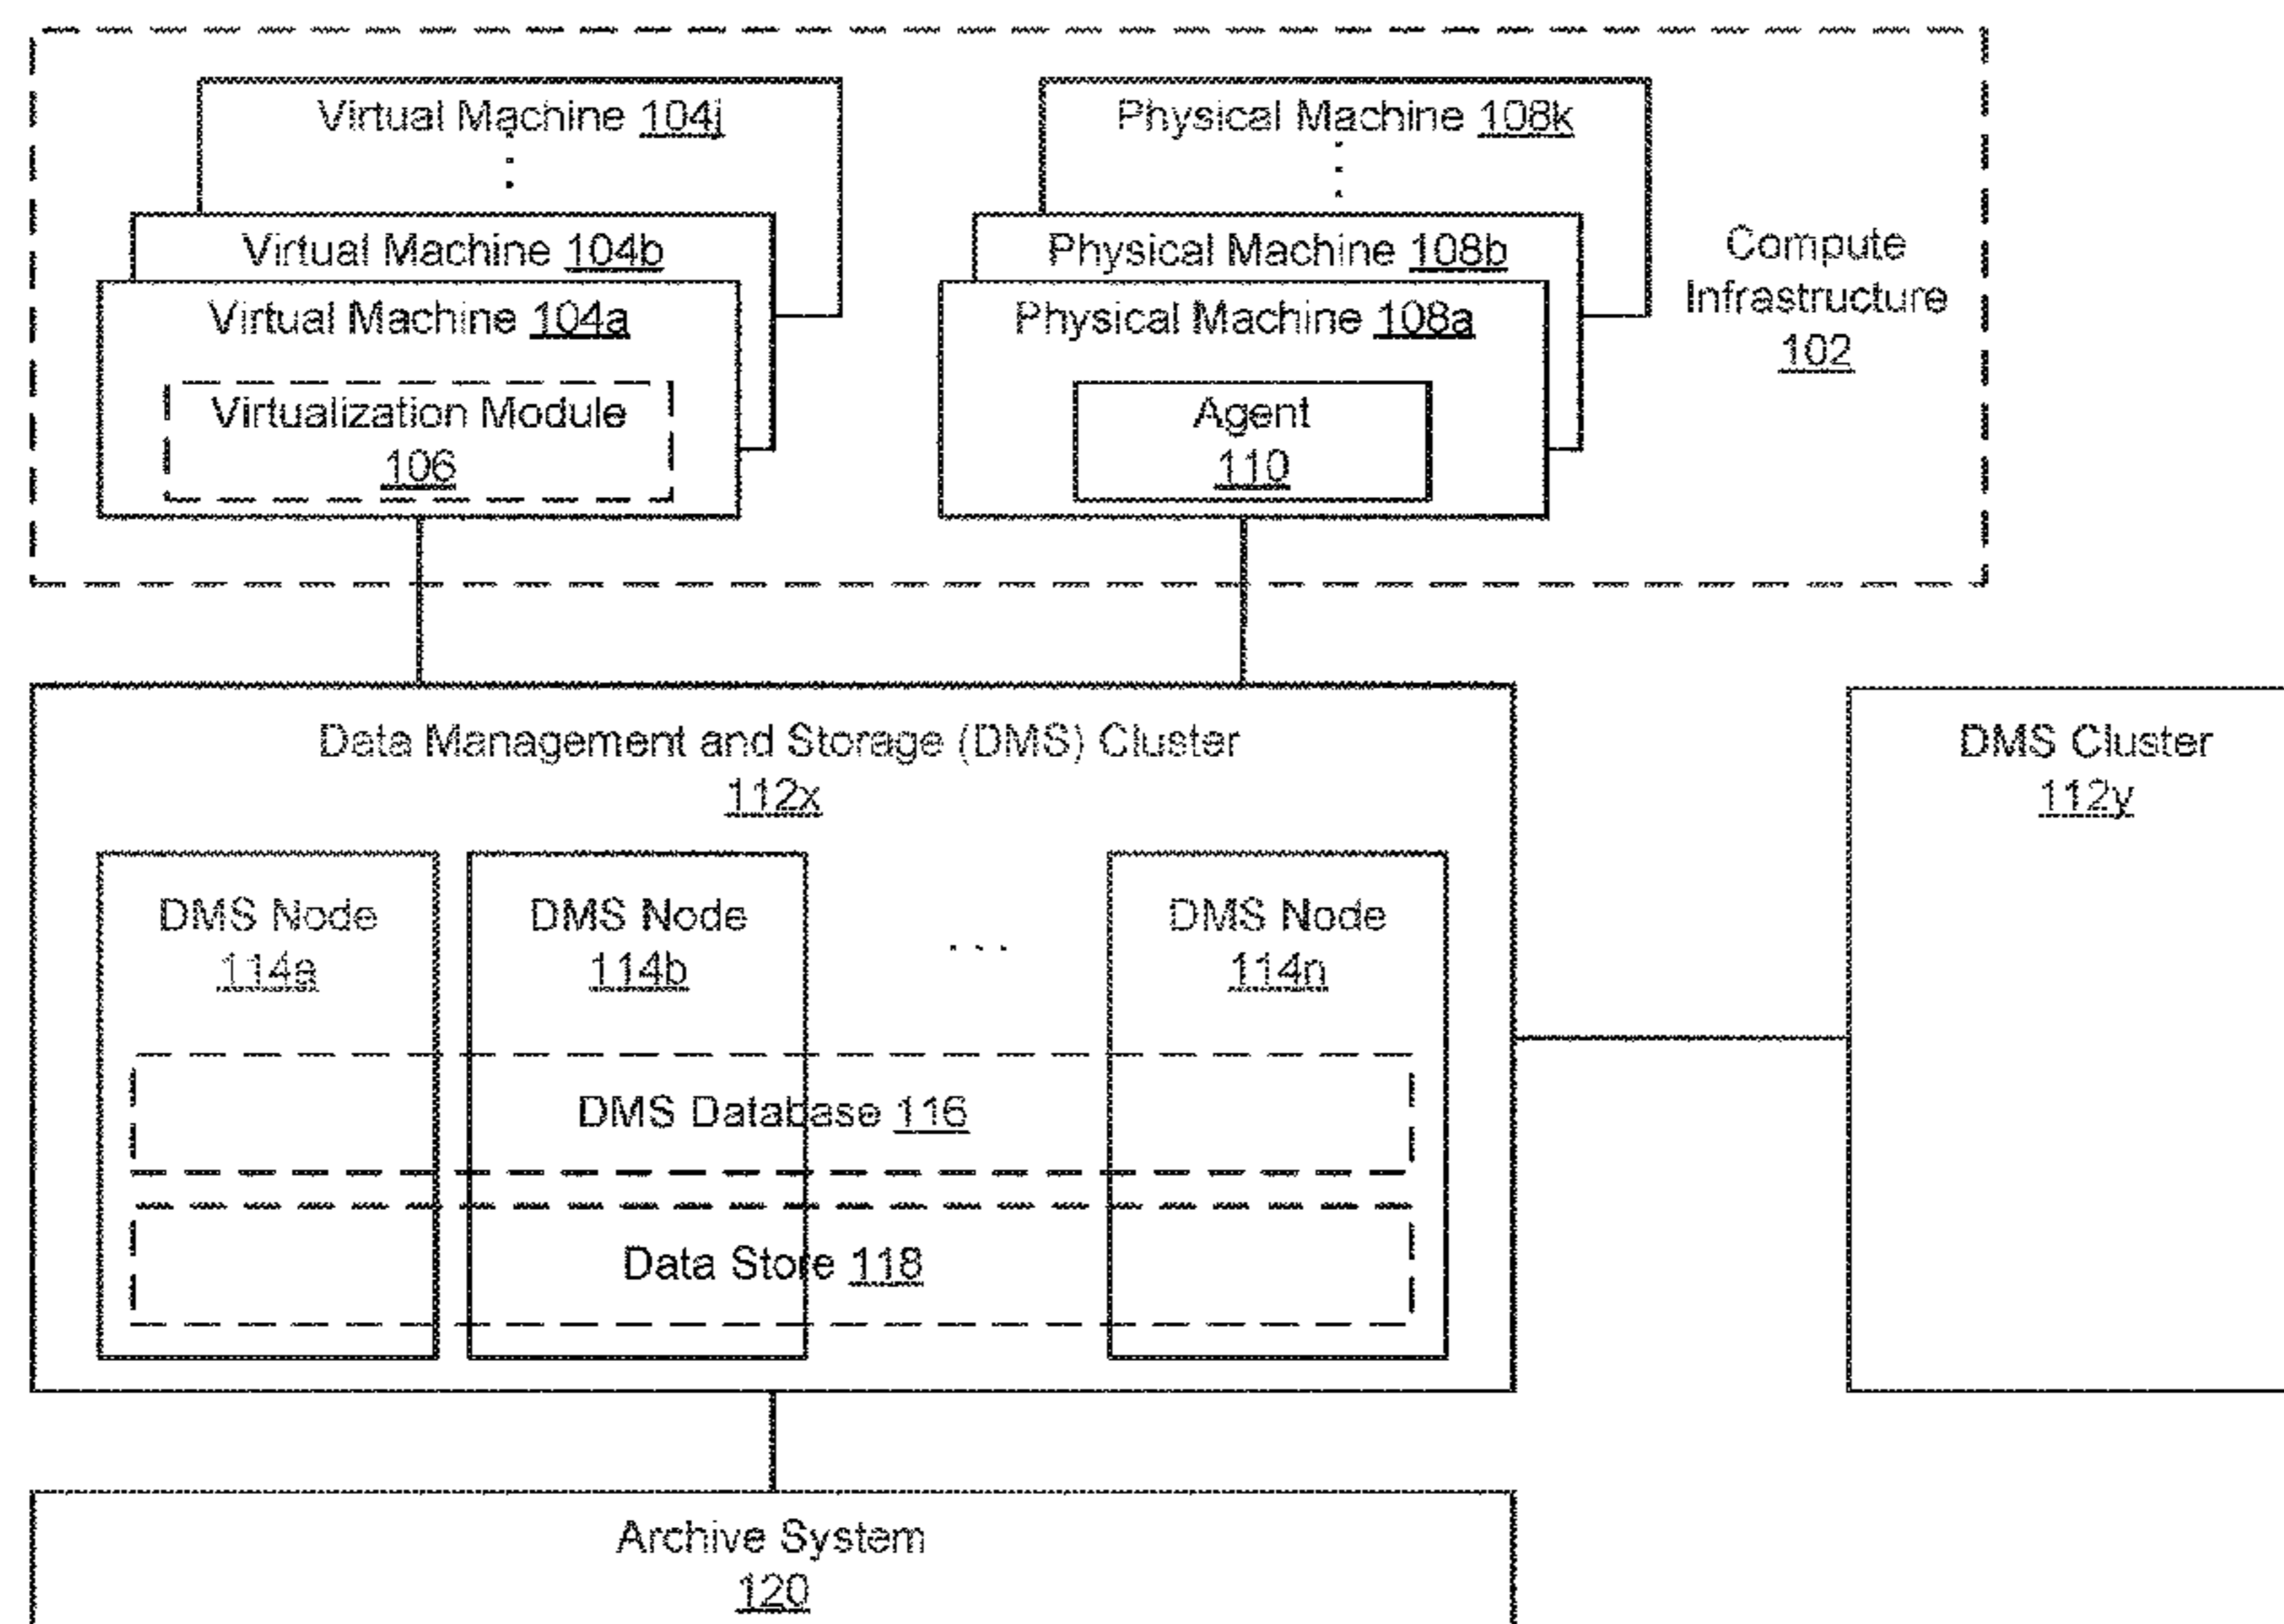 Virtual Machine 104j
Virtual Machine 104b
Virtual Machine 104a
Virtualization Module
106
Physical Machine 108k
Physical Machine 108b
Physical Machine 108a
Agent
110
Compute
Infrastructure
102
Data Management and Storage (DMS) Cluster
112x
DMS Node
114a
DMS Node
114b
. . .
DMS Node
114n
DMS Database 116
Data Store 118
DMS Cluster
112y
Archive System
120